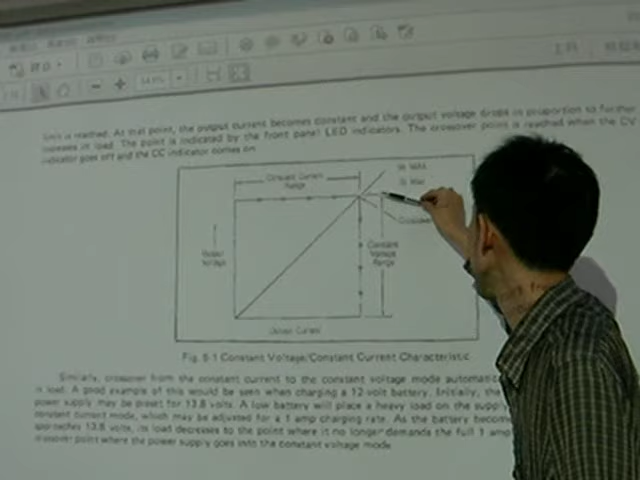 limit is reached. At that point, the output current becomes constant and the output voltage drops in proportion to further
increases in load. The point is indicated by the front panel LED indicators. The crossover point is reached when the CV
indicator goes off and the CC indicator comes on.
Constant Current
Range
Output
Voltage
Constant
Voltage
Range
Output Current
Fig. 5-1 Constant Voltage/Constant Current Characteristic
Similarly, crossover from the constant current to the constant voltage mode automatic
in load. A good example of this would be seen when charging a 12-volt battery. Initially, the
power supply may be preset for 13.8 volts. A low battery will place a heavy load on the supply
constant current mode, which may be adjusted for a 1 amp charging rate. As the battery become
approaches 13.8 volts, its load decreases to the point where it no longer demands the full 1 amp
crossover point where the power supply goes into the constant voltage mode.